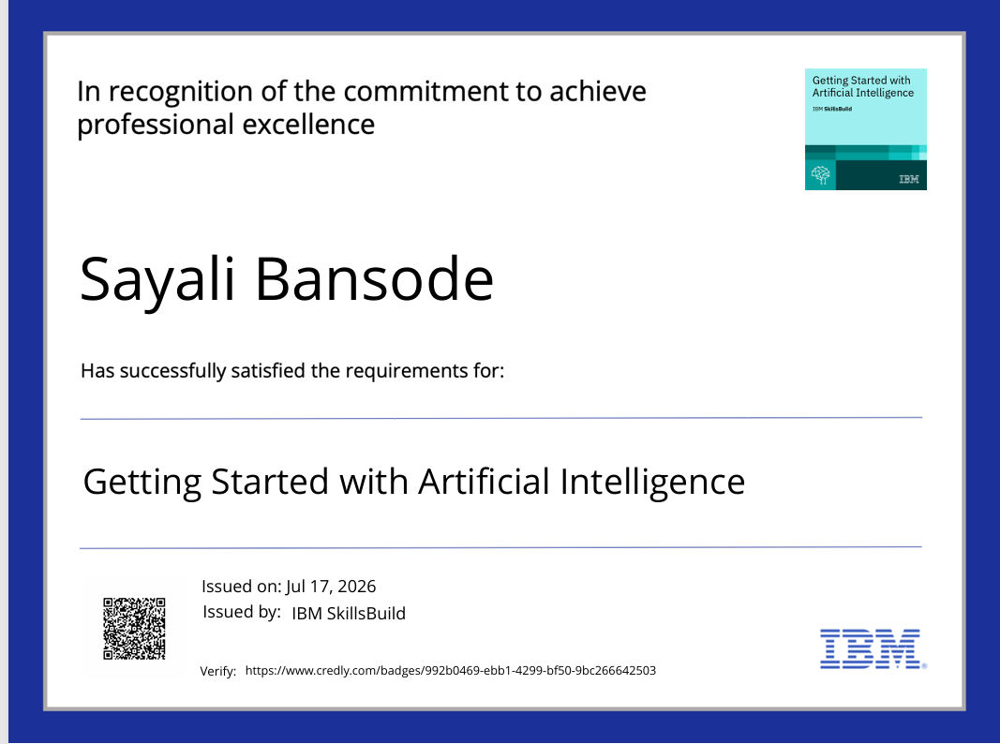 In recognition of the commitment to achieve
professional excellence
Getting Started with
Artificial Intelligence
IBM SkillsBuild
IBM
Sayali Bansode
Has successfully satisfied the requirements for:
Getting Started with Artificial Intelligence
Issued on: Jul 17, 2026
Issued by: IBM SkillsBuild
Verify: https://www.credly.com/badges/992b0469-ebb1-4299-bf50-9bc266642503
IBM®